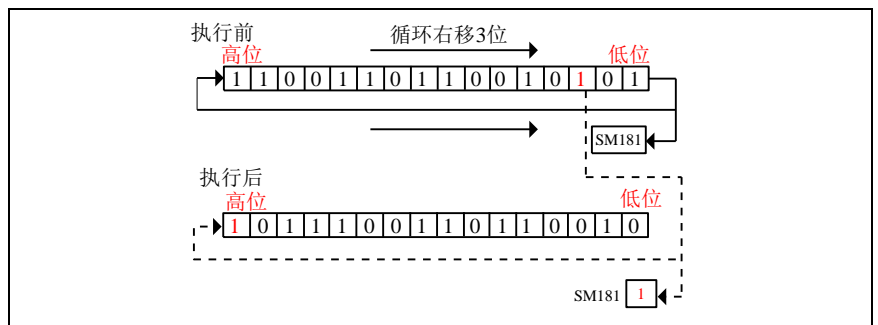 执行前
循环右移3位
高位
低位
1 1 0 0 1 1 0 1 1 0 0 1 0 1 0 1
SM181
执行后
高位
低位
1 0 1 1 1 0 0 1 1 0 1 1 0 0 1 0
SM181 1